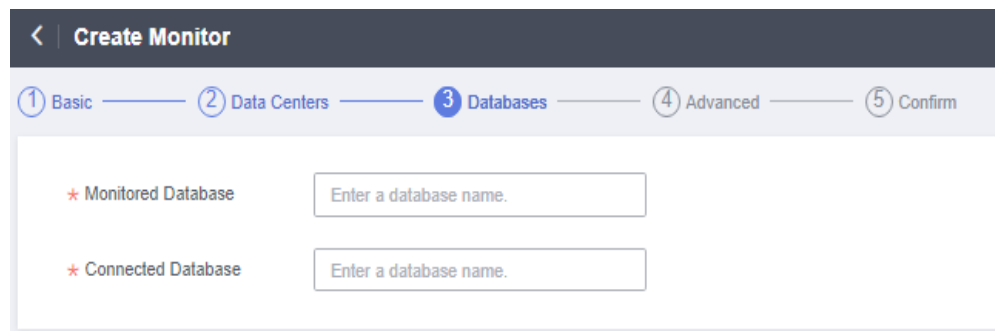 Create Monitor
1 Basic 2 Data Centers 3 Databases 4 Advanced 5 Confirm
* Monitored Database Enter a database name.
* Connected Database Enter a database name.